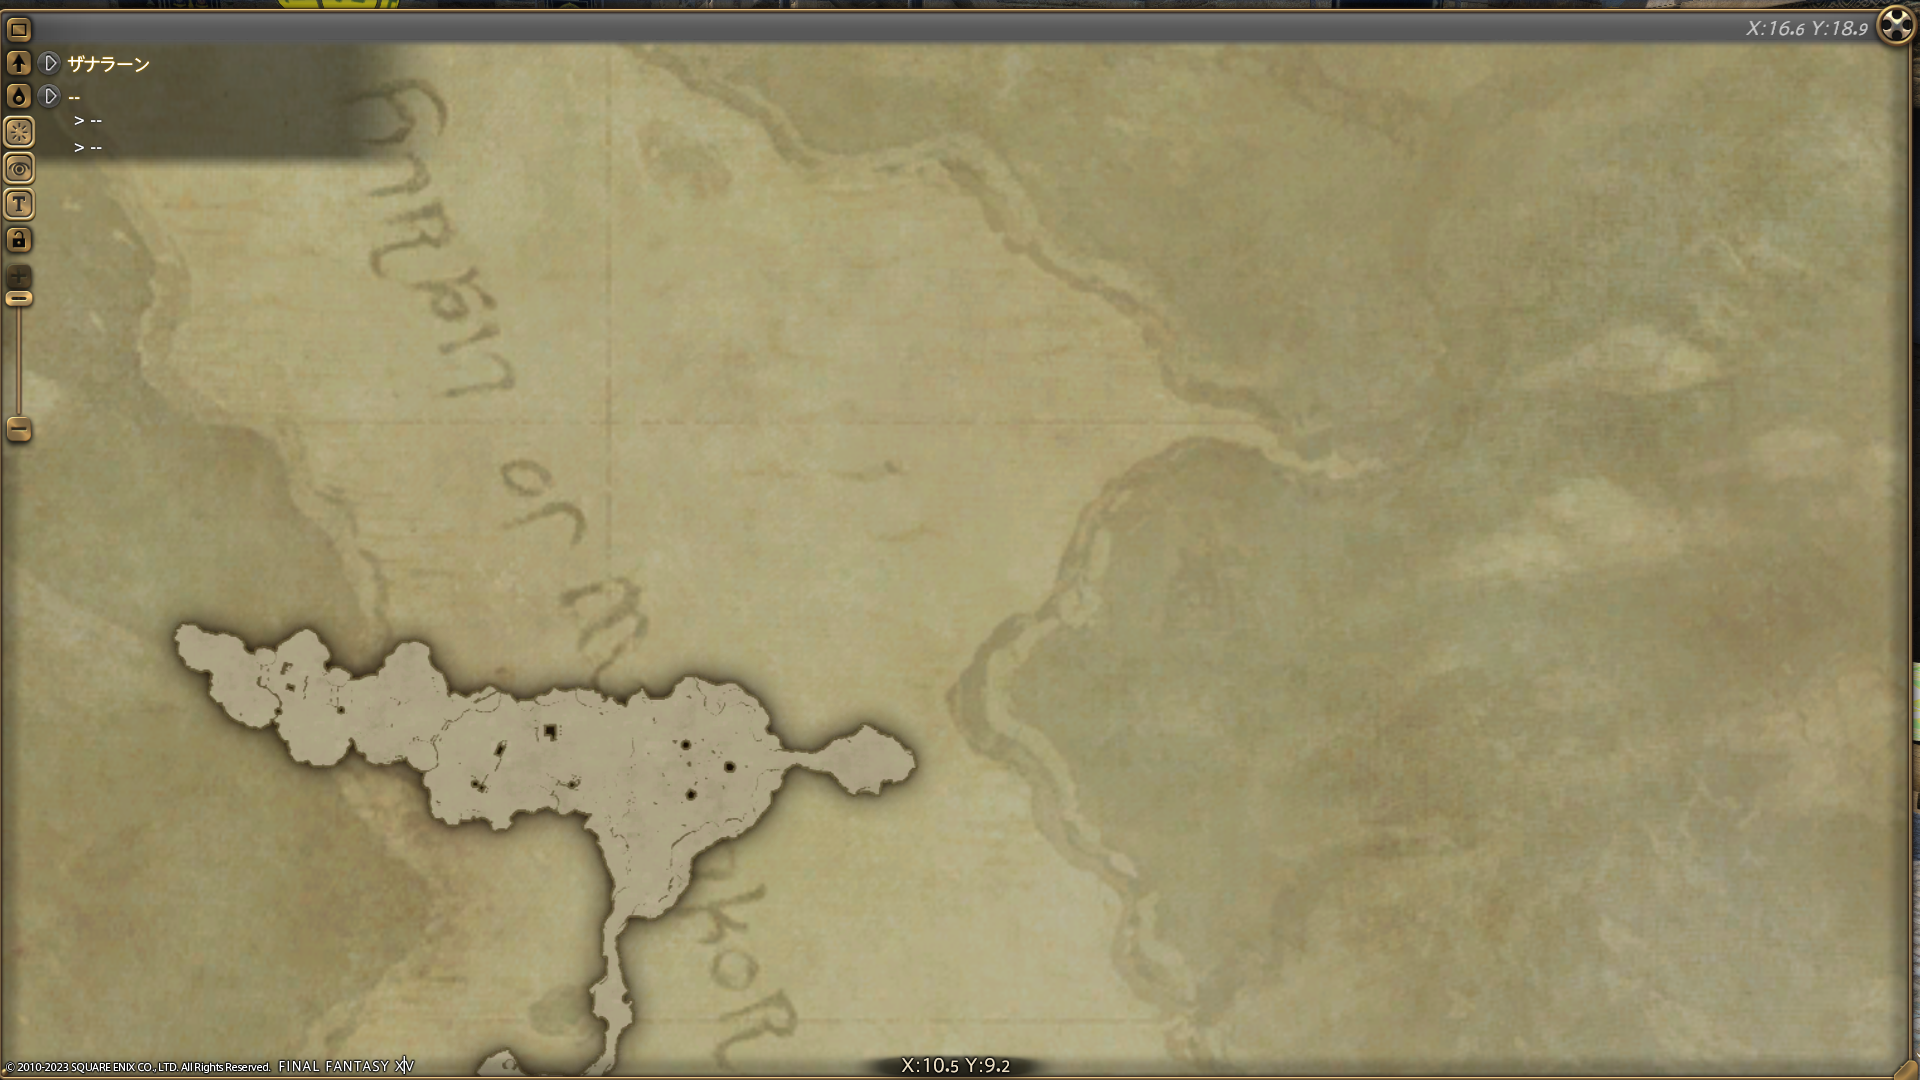 X:16.6 Y:18.9
ザナラーン
--
> --
> --
T
© 2010-2023 SQUARE ENIX CO., LTD. All Rights Reserved. FINAL FANTASY XIV
X:10.5 Y:9.2